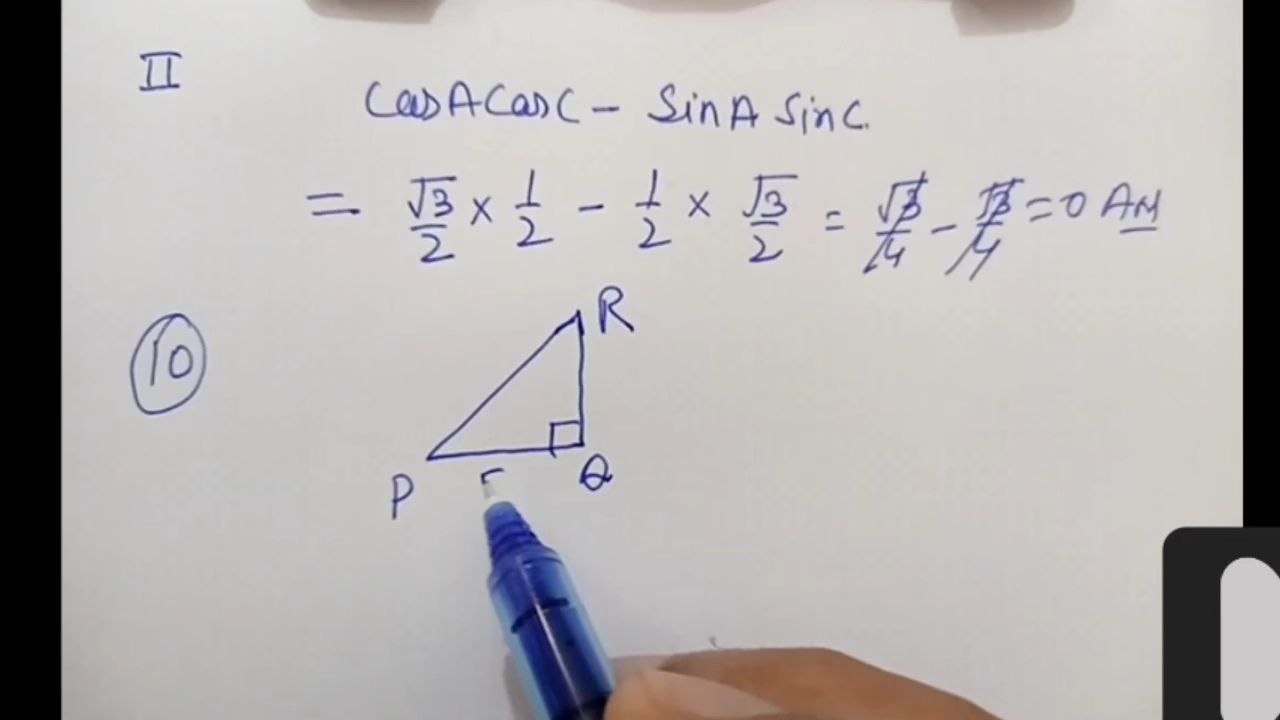 II
cosA cosC - sinA sinC.
= √3/2 × 1/2 - 1/2 × √3/2 = √3/4 - √3/4 = 0 Ans
10
R
P Q